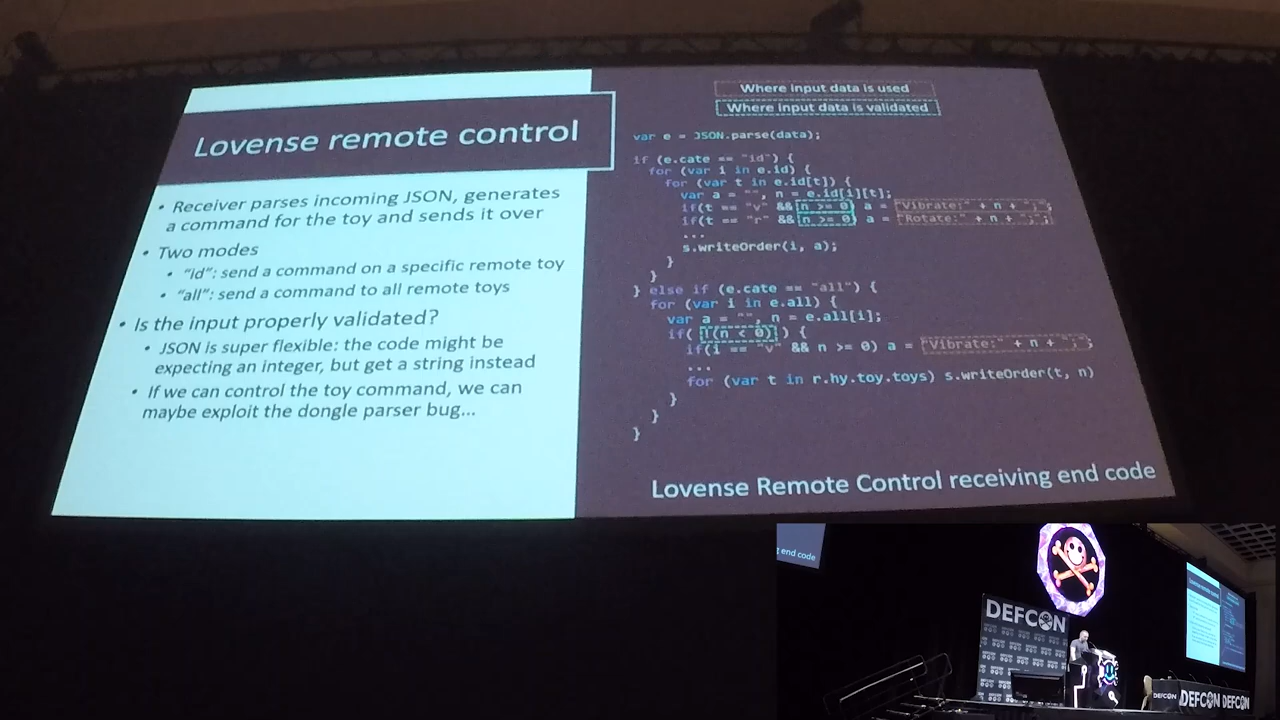 Lovense remote control
• Receiver parses incoming JSON, generates
a command for the toy and sends it over
• Two modes
• "id": send a command on a specific remote toy
• "all": send a command to all remote toys
• Is the input properly validated?
• JSON is super flexible: the code might be
expecting an integer, but get a string instead
• If we can control the toy command, we can
maybe exploit the dongle parser bug...
Where input data is used
Where input data is validated
var e = JSON.parse(data);
if (e.cate == "id") {
for (var i in e.id) {
for (var t in e.id[t]) {
var a = "", n = e.id[i][t];
if(t == "v" && n >= 0) a = "Vibrate:" + n + ";";
if(t == "r" && n >= 0) a = "Rotate:" + n + ";";
...
s.writeOrder(i, a);
}
}
} else if (e.cate == "all") {
for (var i in e.all) {
var a = "", n = e.all[i];
if( !(n < 0) ) {
if(i == "v" && n >= 0) a = "Vibrate:" + n + ";";
...
for (var t in r.hy.toy.toys) s.writeOrder(t, n)
}
}
}
Lovense Remote Control receiving end code
g end code
DEFCON
DEFCON DEFCON DEFCON